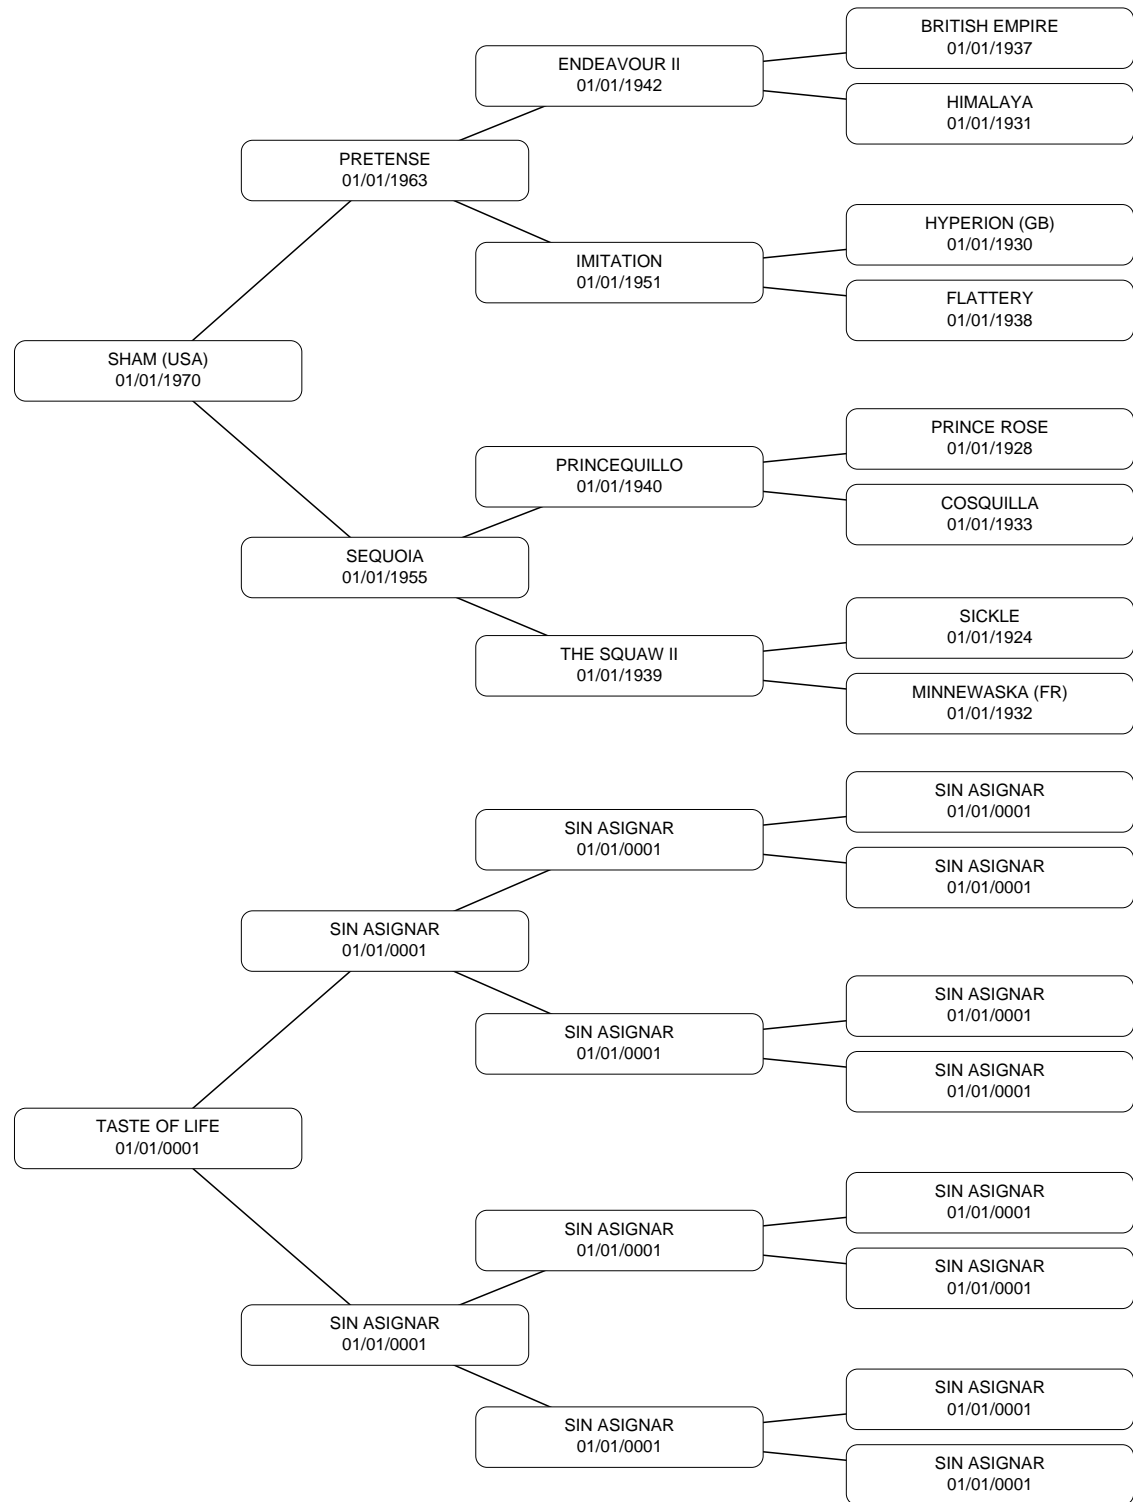 BRITISH EMPIRE
01/01/1937
ENDEAVOUR II
01/01/1942
HIMALAYA
01/01/1931
PRETENSE
01/01/1963
HYPERION (GB)
01/01/1930
IMITATION
01/01/1951
FLATTERY
01/01/1938
SHAM (USA)
01/01/1970
PRINCE ROSE
01/01/1928
PRINCEQUILLO
01/01/1940
COSQUILLA
01/01/1933
SEQUOIA
01/01/1955
SICKLE
01/01/1924
THE SQUAW II
01/01/1939
MINNEWASKA (FR)
01/01/1932
SIN ASIGNAR
01/01/0001
SIN ASIGNAR
01/01/0001
SIN ASIGNAR
01/01/0001
SIN ASIGNAR
01/01/0001
SIN ASIGNAR
01/01/0001
SIN ASIGNAR
01/01/0001
SIN ASIGNAR
01/01/0001
TASTE OF LIFE
01/01/0001
SIN ASIGNAR
01/01/0001
SIN ASIGNAR
01/01/0001
SIN ASIGNAR
01/01/0001
SIN ASIGNAR
01/01/0001
SIN ASIGNAR
01/01/0001
SIN ASIGNAR
01/01/0001
SIN ASIGNAR
01/01/0001